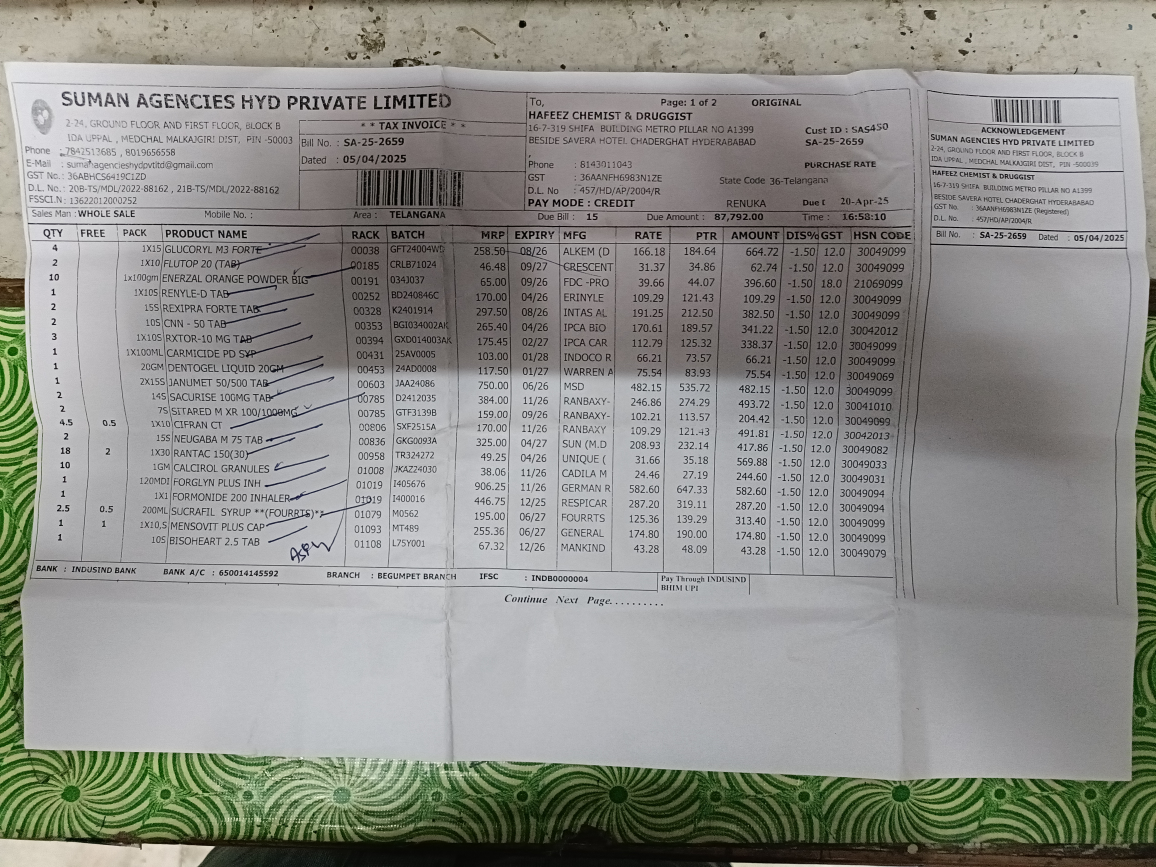 SUMAN AGENCIES HYD PRIVATE LIMITED
2-24, GROUND FLOOR AND FIRST FLOOR, BLOCK B
IDA UPPAL, MEDCHAL MALKAJGIRI DIST, PIN -50003
Phone : 7842513685 , 8019656558
E-Mail : sumanagencieshydpvtltd@gmail.com
GST No.: 36ABHCS6419C1ZD
D.L. No.: 20B-TS/MDL/2022-88162 , 21B-TS/MDL/2022-88162
FSSCI.N : 13622012000252
* * TAX INVOICE * *
Bill No. : SA-25-2659
Dated : 05/04/2025
To, Page: 1 of 2 ORIGINAL
HAFEEZ CHEMIST & DRUGGIST
16-7-319 SHIFA BUILDING METRO PILLAR NO A1399
BESIDE SAVERA HOTEL CHADERGHAT HYDERABABAD
Cust ID : SAS450
SA-25-2659
,
Phone : 8143011043 PURCHASE RATE
GST : 36AANFH6983N1ZE State Code 36-Telangana
D.L. No : 457/HD/AP/2004/R
PAY MODE : CREDIT RENUKA Due 20-Apr-25
Sales Man : WHOLE SALE Mobile No. : Area : TELANGANA Due Bill : 15 Due Amount : 87,792.00 Time : 16:58:10
QTY FREE PACK PRODUCT NAME RACK BATCH MRP EXPIRY MFG RATE PTR AMOUNT DIS% GST HSN CODE
4 1X15 GLUCORYL M3 FORTE 00038 GFT24004WD 258.50 08/26 ALKEM (D 166.18 184.64 664.72 -1.50 12.0 30049099
2 1X10 FLUTOP 20 (TAB) 00185 CRLB71024 46.48 09/27 CRESCENT 31.37 34.86 62.74 -1.50 12.0 30049099
10 1x100gm ENERZAL ORANGE POWDER BIG 00191 034J037 65.00 09/26 FDC -PRO 39.66 44.07 396.60 -1.50 18.0 21069099
1 1X10S RENYLE-D TAB 00252 BD240846C 170.00 04/26 ERINYLE 109.29 121.43 109.29 -1.50 12.0 30049099
2 15S REXIPRA FORTE TAB 00328 K2401914 297.50 08/26 INTAS AL 191.25 212.50 382.50 -1.50 12.0 30049099
2 10S CNN - 50 TAB 00353 BGI034002AK 265.40 04/26 IPCA BIO 170.61 189.57 341.22 -1.50 12.0 30042012
3 1X10S RXTOR-10 MG TAB 00394 GXD014003AK 175.45 02/27 IPCA CAR 112.79 125.32 338.37 -1.50 12.0 30049099
1 1X100ML CARMICIDE PD SYP 00431 25AV0005 103.00 01/28 INDOCO R 66.21 73.57 66.21 -1.50 12.0 30049099
1 20GM DENTOGEL LIQUID 20GM 00453 24AD0008 117.50 01/27 WARREN A 75.54 83.93 75.54 -1.50 12.0 30049069
1 2X15S JANUMET 50/500 TAB 00603 JAA24086 750.00 06/26 MSD 482.15 535.72 482.15 -1.50 12.0 30049099
2 14S SACURISE 100MG TAB 00785 D2412035 384.00 11/26 RANBAXY- 246.86 274.29 493.72 -1.50 12.0 30041010
2 7S SITARED M XR 100/1000MG 00785 GTF3139B 159.00 09/26 RANBAXY- 102.21 113.57 204.42 -1.50 12.0 30049099
4.5 0.5 1X10 CIFRAN CT 00806 SXF2515A 170.00 11/26 RANBAXY 109.29 121.43 491.81 -1.50 12.0 30042013
2 15S NEUGABA M 75 TAB 00836 GKG0093A 325.00 04/27 SUN (M.D 208.93 232.14 417.86 -1.50 12.0 30049082
18 2 1X30 RANTAC 150(30) 00958 TR324272 49.25 04/26 UNIQUE ( 31.66 35.18 569.88 -1.50 12.0 30049033
10 1GM CALCIROL GRANULES 01008 JKAZ24030 38.06 11/26 CADILA M 24.46 27.19 244.60 -1.50 12.0 30049031
1 120MDI FORGLYN PLUS INH 01019 I405676 906.25 11/26 GERMAN R 582.60 647.33 582.60 -1.50 12.0 30049094
1 1X1 FORMONIDE 200 INHALER 01019 I400016 446.75 12/25 RESPICAR 287.20 319.11 287.20 -1.50 12.0 30049094
2.5 0.5 200ML SUCRAFIL SYRUP **(FOURRTS)** 01079 M0562 195.00 06/27 FOURRTS 125.36 139.29 313.40 -1.50 12.0 30049099
1 1 1X10,S MENSOVIT PLUS CAP 01093 MT489 255.36 06/27 GENERAL 174.80 190.00 174.80 -1.50 12.0 30049099
1 10S BISOHEART 2.5 TAB 01108 L75Y001 67.32 12/26 MANKIND 43.28 48.09 43.28 -1.50 12.0 30049079
BANK : INDUSIND BANK BANK A/C : 650014145592 BRANCH : BEGUMPET BRANCH IFSC : INDB0000004 Pay Through INDUSIND
BHIM UPI
Continue Next Page..........
ACKNOWLEDGEMENT
SUMAN AGENCIES HYD PRIVATE LIMITED
2-24, GROUND FLOOR AND FIRST FLOOR, BLOCK B
IDA UPPAL, MEDCHAL MALKAJGIRI DIST, PIN -500039
HAFEEZ CHEMIST & DRUGGIST
16-7-319 SHIFA BUILDING METRO PILLAR NO A1399
BESIDE SAVERA HOTEL CHADERGHAT HYDERABABAD
GST No. : 36AANFH6983N1ZE (Registered)
D.L. No. : 457/HD/AP/2004/R
Bill No. : SA-25-2659 Dated : 05/04/2025